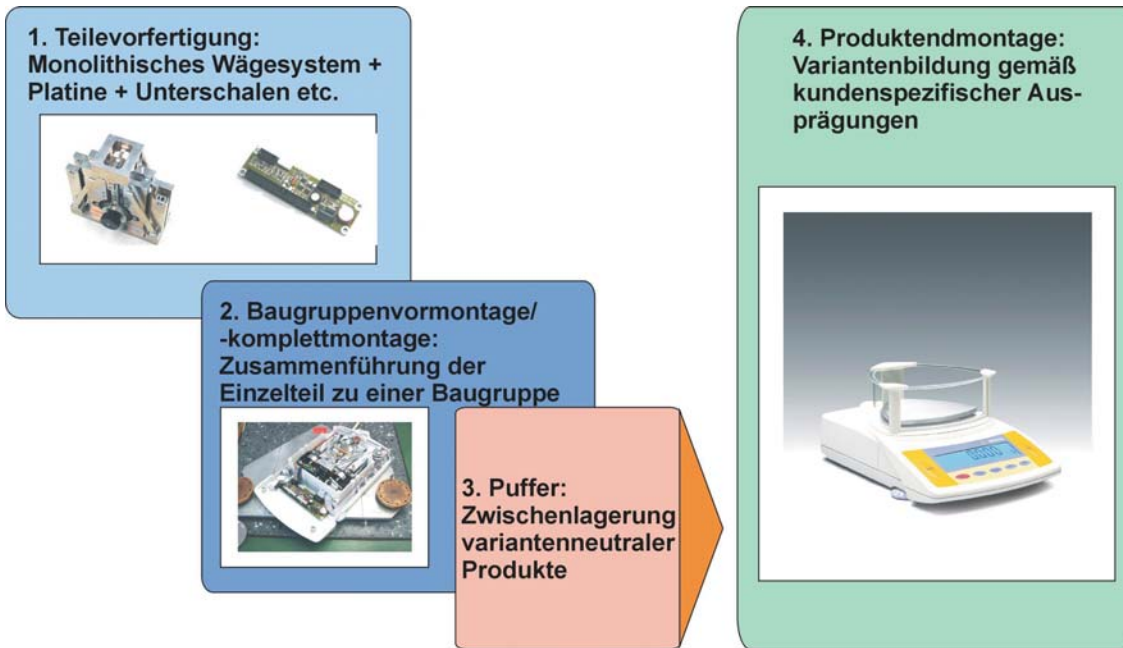 1. Teilevorfertigung:
Monolithisches Wägesystem +
Platine + Unterschalen etc.
2. Baugruppenvormontage/
-komplettmontage:
Zusammenführung der
Einzelteil zu einer Baugruppe
3. Puffer:
Zwischenlagerung
variantenneutraler
Produkte
4. Produktendmontage:
Variantenbildung gemäß
kundenspezifischer Aus-
prägungen